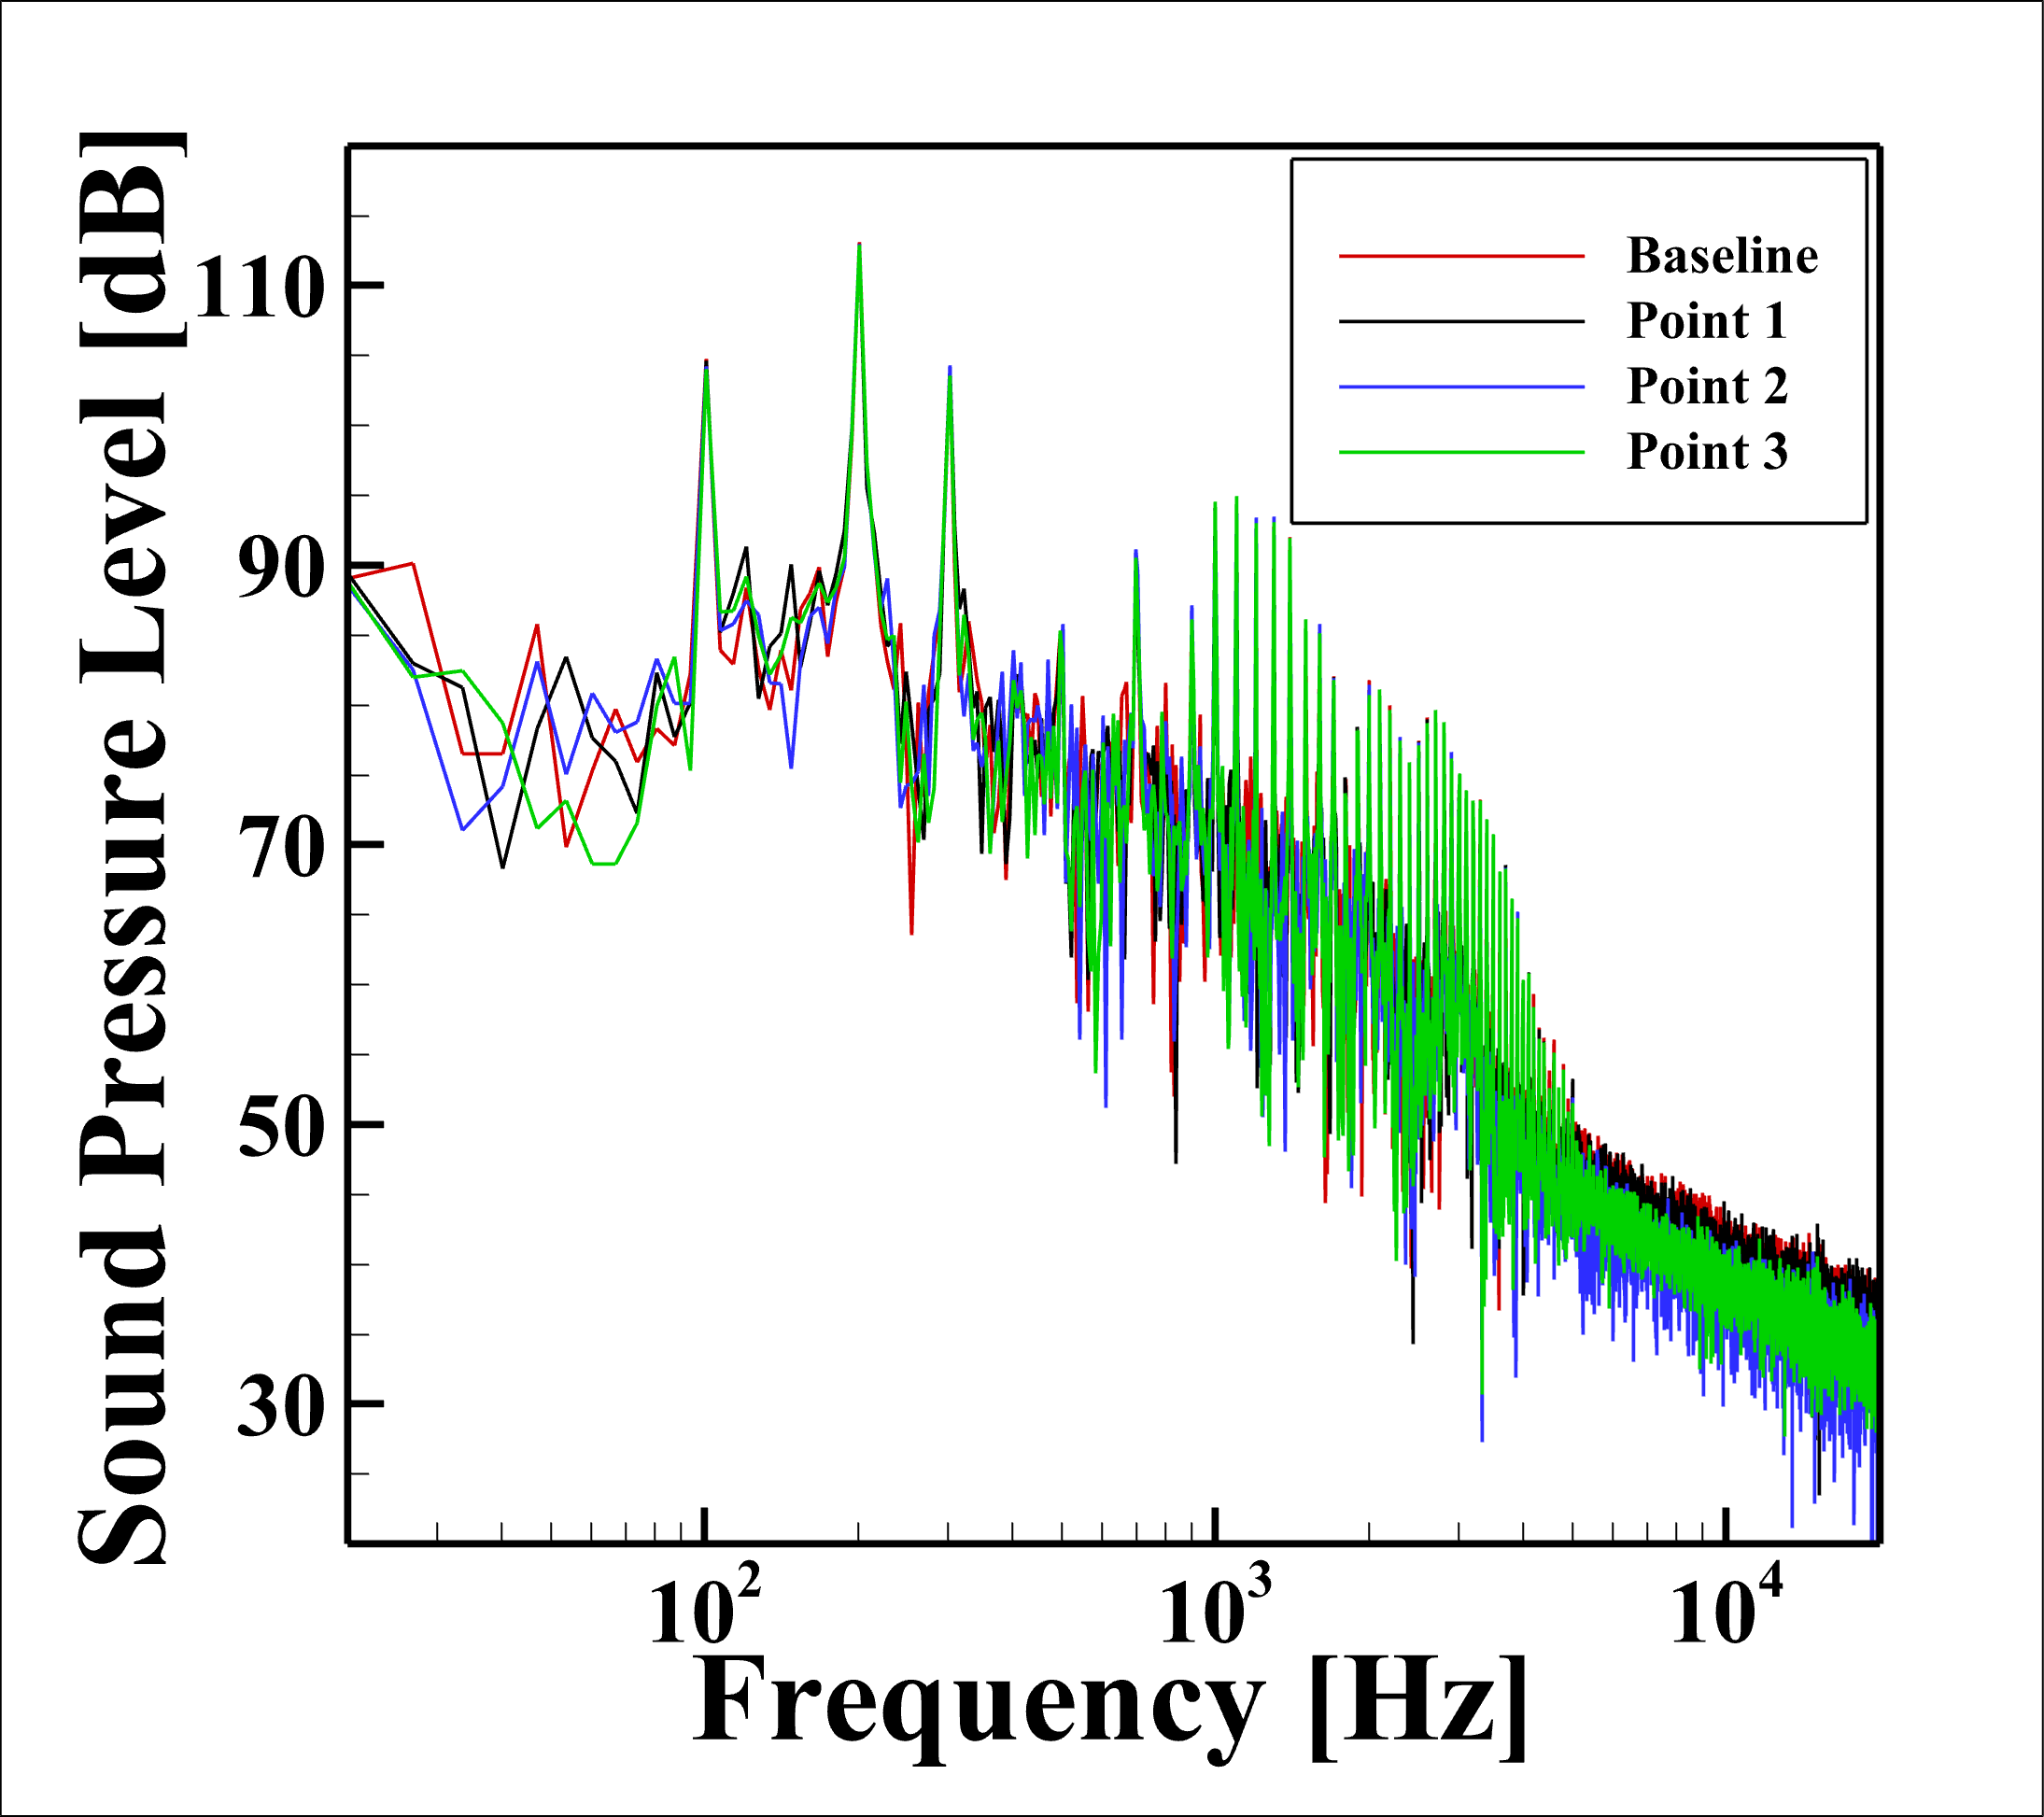 Sound Pressure Level [dB]
110
90
70
50
30
Baseline
Point 1
Point 2
Point 3
10²
10³
10⁴
Frequency [Hz]